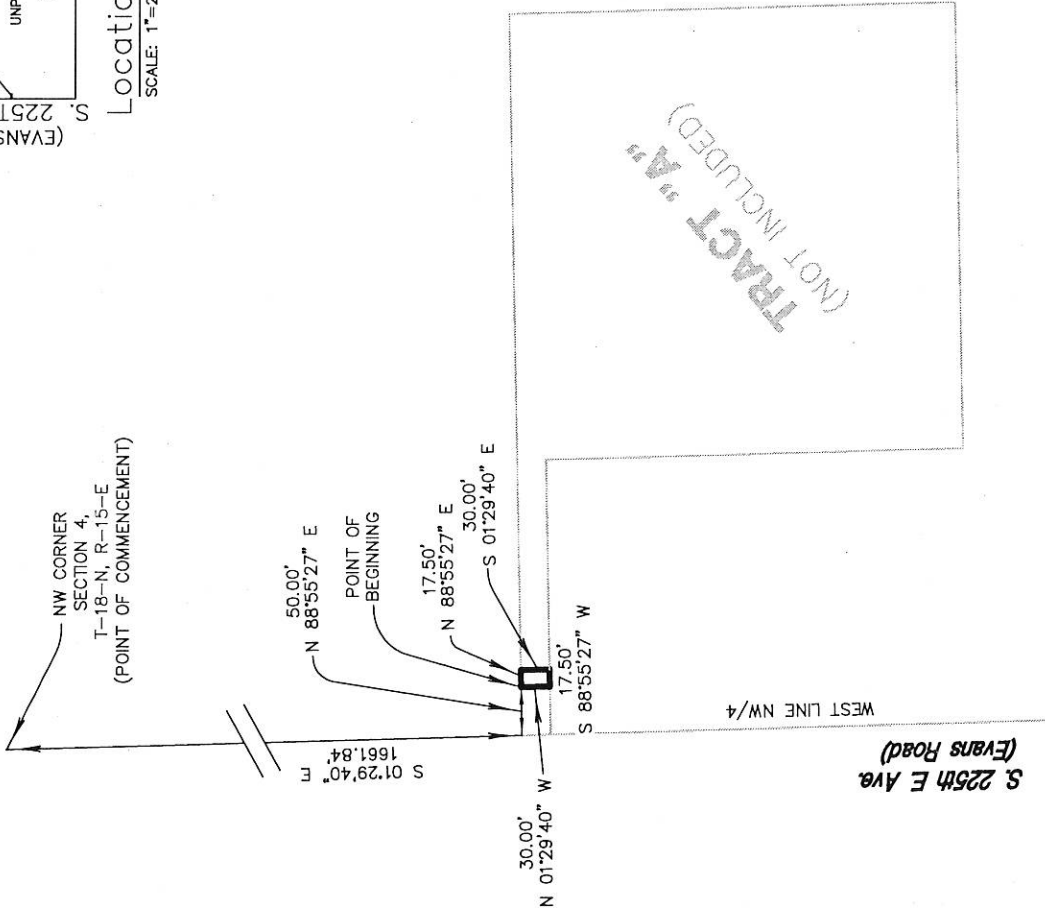 UNP
S. 225T
(EVANS
Locatio
SCALE: 1"=2
NW CORNER
SECTION 4,
T-18-N, R-15-E
(POINT OF COMMENCEMENT)
S 01°29'40" E
1661.84'
50.00'
N 88°55'27" E
POINT OF
BEGINNING
17.50'
N 88°55'27" E
30.00'
S 01°29'40" E
30.00'
N 01°29'40" W
17.50'
S 88°55'27" W
WEST LINE NW/4
S. 225th E Ave.
(Evans Road)
TRACT "A"
(NOT INCLUDED)